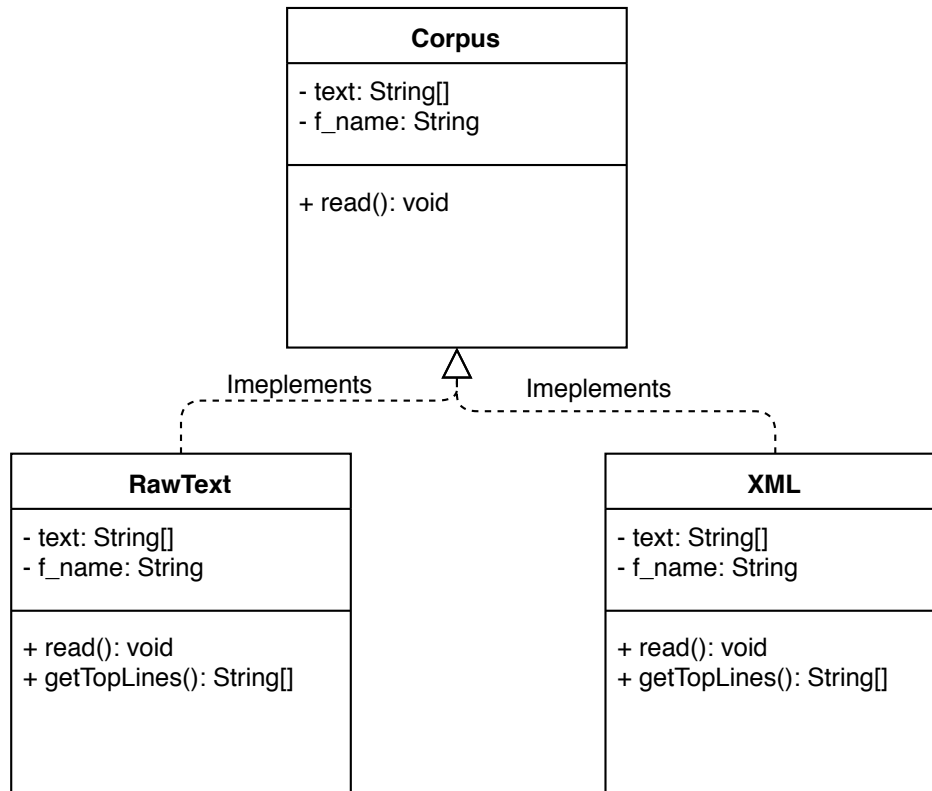 Corpus
- text: String[]
- f_name: String
+ read(): void
Imeplements
Imeplements
RawText
- text: String[]
- f_name: String
+ read(): void
+ getTopLines(): String[]
XML
- text: String[]
- f_name: String
+ read(): void
+ getTopLines(): String[]